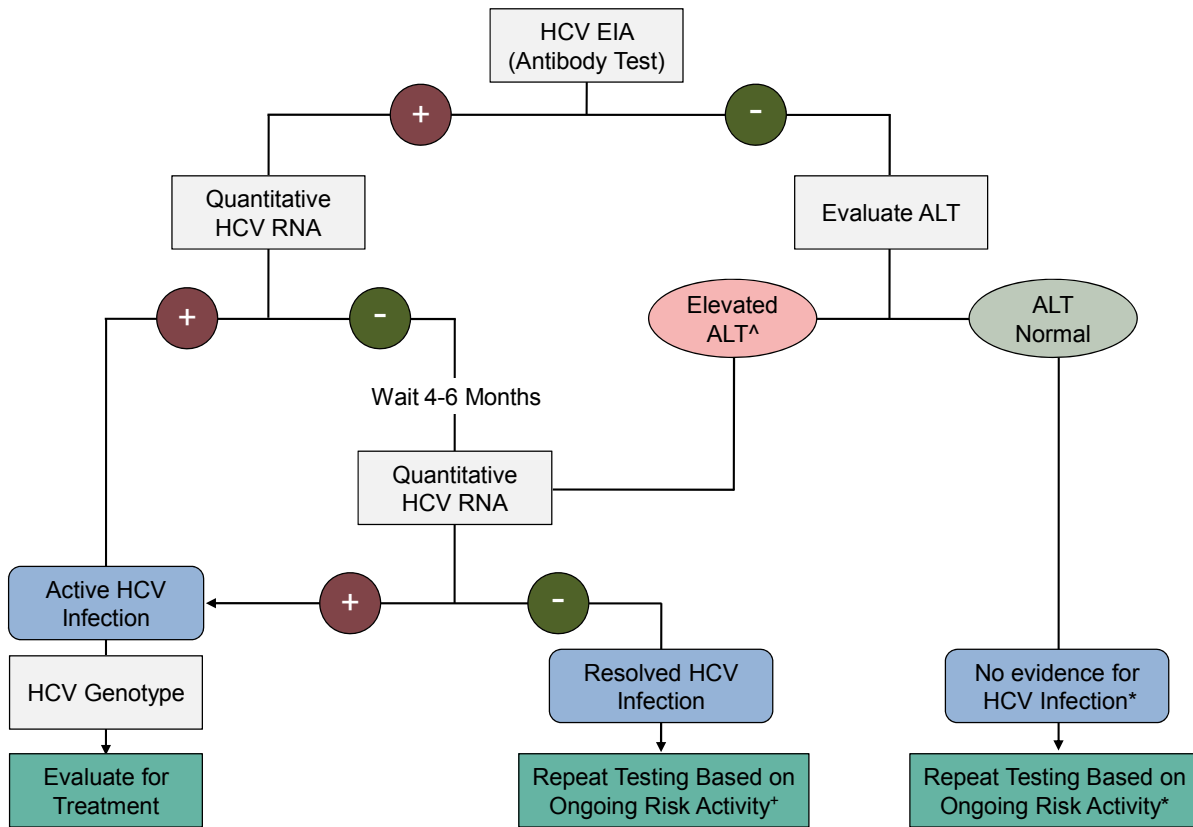 HCV EIA
(Antibody Test)
+
-
Quantitative
HCV RNA
Evaluate ALT
+
-
Elevated
ALT^
ALT
Normal
Wait 4-6 Months
Quantitative
HCV RNA
Active HCV
Infection
+
-
HCV Genotype
Resolved HCV
Infection
No evidence for
HCV Infection*
Evaluate for
Treatment
Repeat Testing Based on
Ongoing Risk Activity⁺
Repeat Testing Based on
Ongoing Risk Activity*